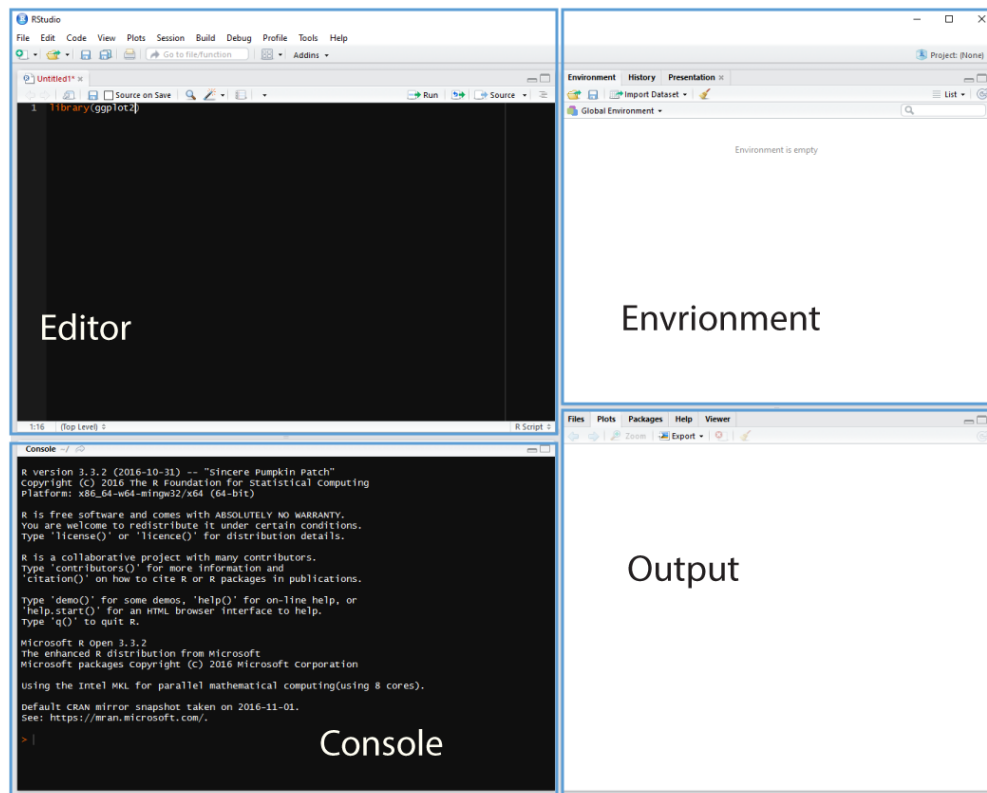 RStudio
File Edit Code View Plots Session Build Debug Profile Tools Help
Go to file/function Addins
Project: (None)
Untitled1* ×
Source on Save Run Source
1 library(ggplot2)
Editor
1:16 (Top Level) R Script
Environment History Presentation ×
Import Dataset List
Global Environment
Environment is empty
Envrionment
Console ~/
R version 3.3.2 (2016-10-31) -- "Sincere Pumpkin Patch"
Copyright (C) 2016 The R Foundation for Statistical Computing
Platform: x86_64-w64-mingw32/x64 (64-bit)
R is free software and comes with ABSOLUTELY NO WARRANTY.
You are welcome to redistribute it under certain conditions.
Type 'license()' or 'licence()' for distribution details.
R is a collaborative project with many contributors.
Type 'contributors()' for more information and
'citation()' on how to cite R or R packages in publications.
Type 'demo()' for some demos, 'help()' for on-line help, or
'help.start()' for an HTML browser interface to help.
Type 'q()' to quit R.
Microsoft R Open 3.3.2
The enhanced R distribution from Microsoft
Microsoft packages Copyright (C) 2016 Microsoft Corporation
Using the Intel MKL for parallel mathematical computing(using 8 cores).
Default CRAN mirror snapshot taken on 2016-11-01.
See: https://mran.microsoft.com/.
>
Console
Files Plots Packages Help Viewer
Zoom Export
Output